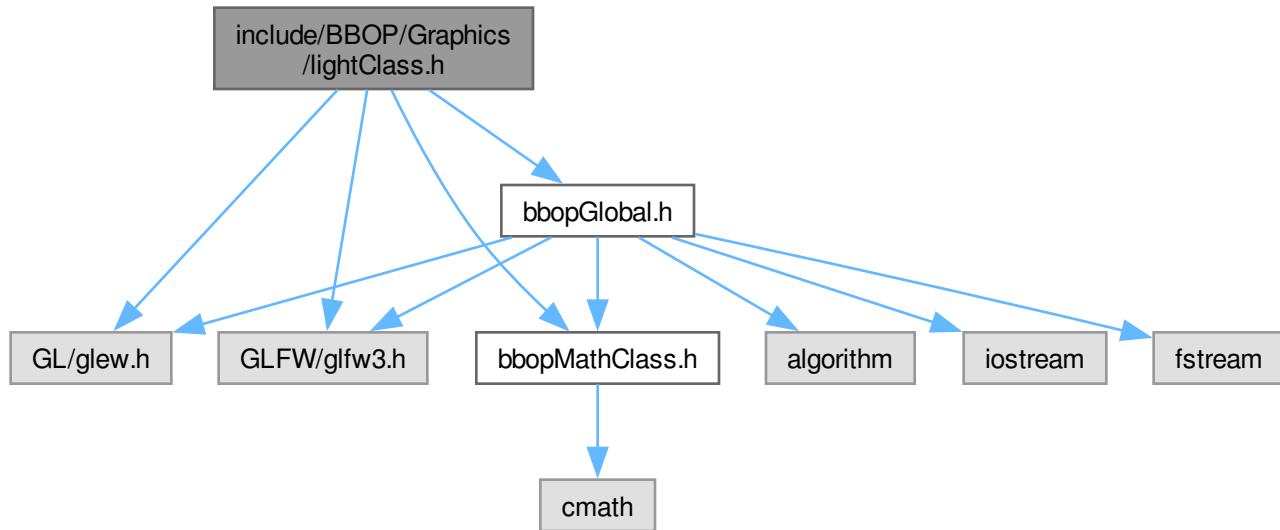 include/BBOP/Graphics
/lightClass.h
bbopGlobal.h
GL/glew.h
GLFW/glfw3.h
bbopMathClass.h
algorithm
iostream
fstream
cmath